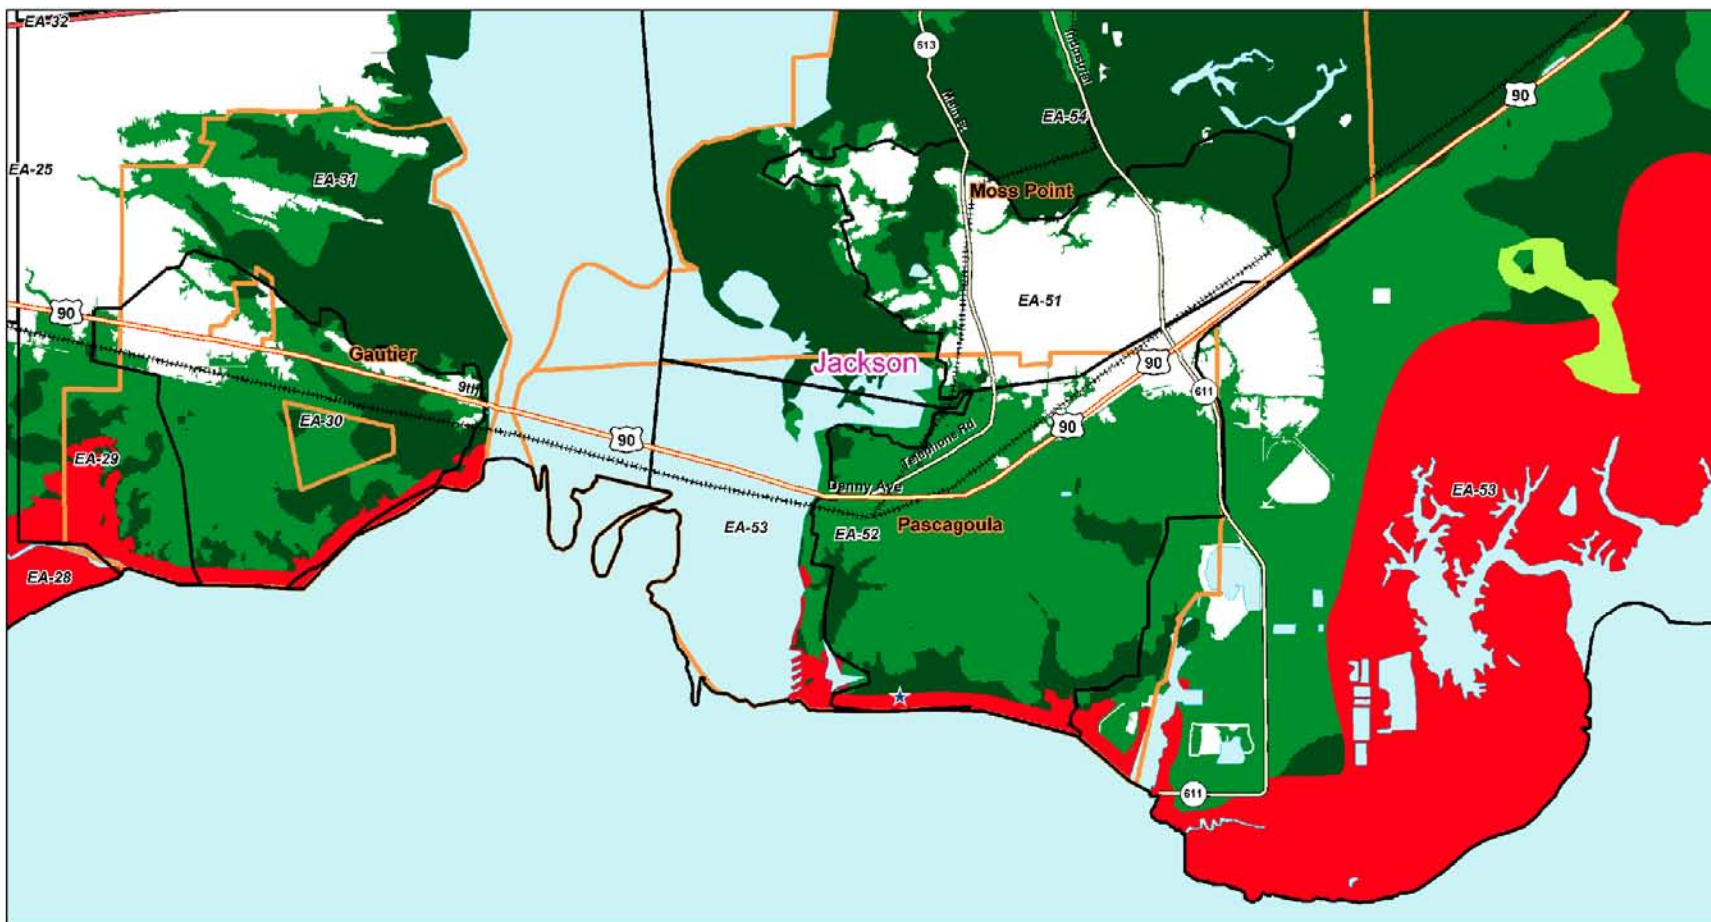 EA-32
613
Industrial
90
Main St
EA-54
EA-25
EA-31
Moss Point
EA-51
90
Gautier
Jackson
90
9th
611
EA-30
90
90
EA-29
Telephone Rd
Denny Ave
EA-53
EA-53
EA-52
Pascagoula
EA-28
611